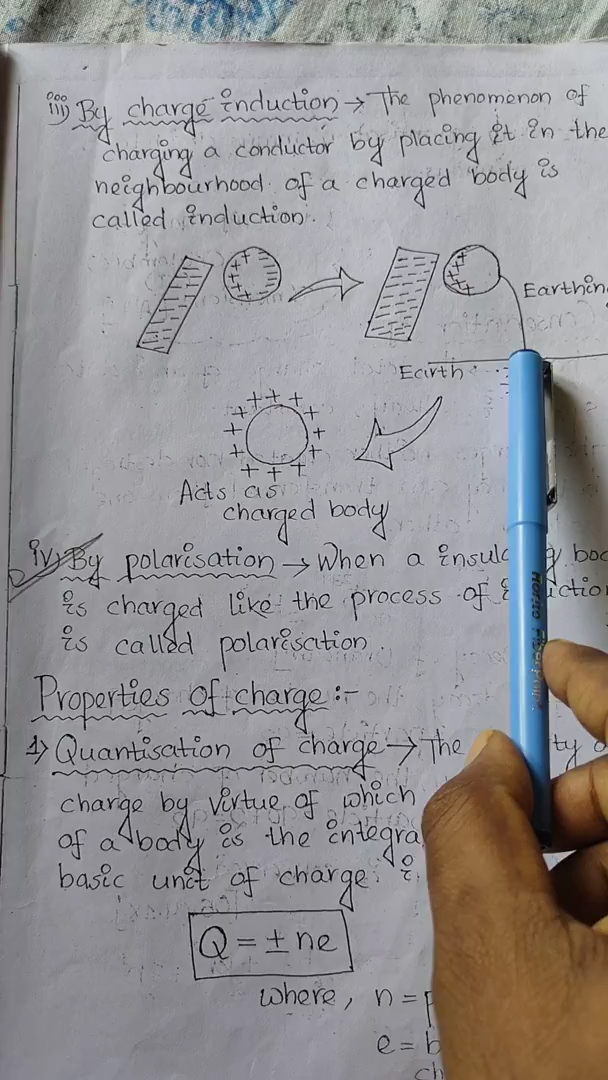 iii) By charge induction → The phenomenon of
charging a conductor by placing it in the
neighbourhood of a charged body is
called induction.
Earthin
Earth
Acts as
charged body
iv) By polarisation → When a insul
is charged like the process of
is called polarisation.
Properties of charge :-
1) Quantisation of charge → The
charge by virtue of which
of a body is the integra
basic unit of charge.
Q = ± ne
where, n =
e =